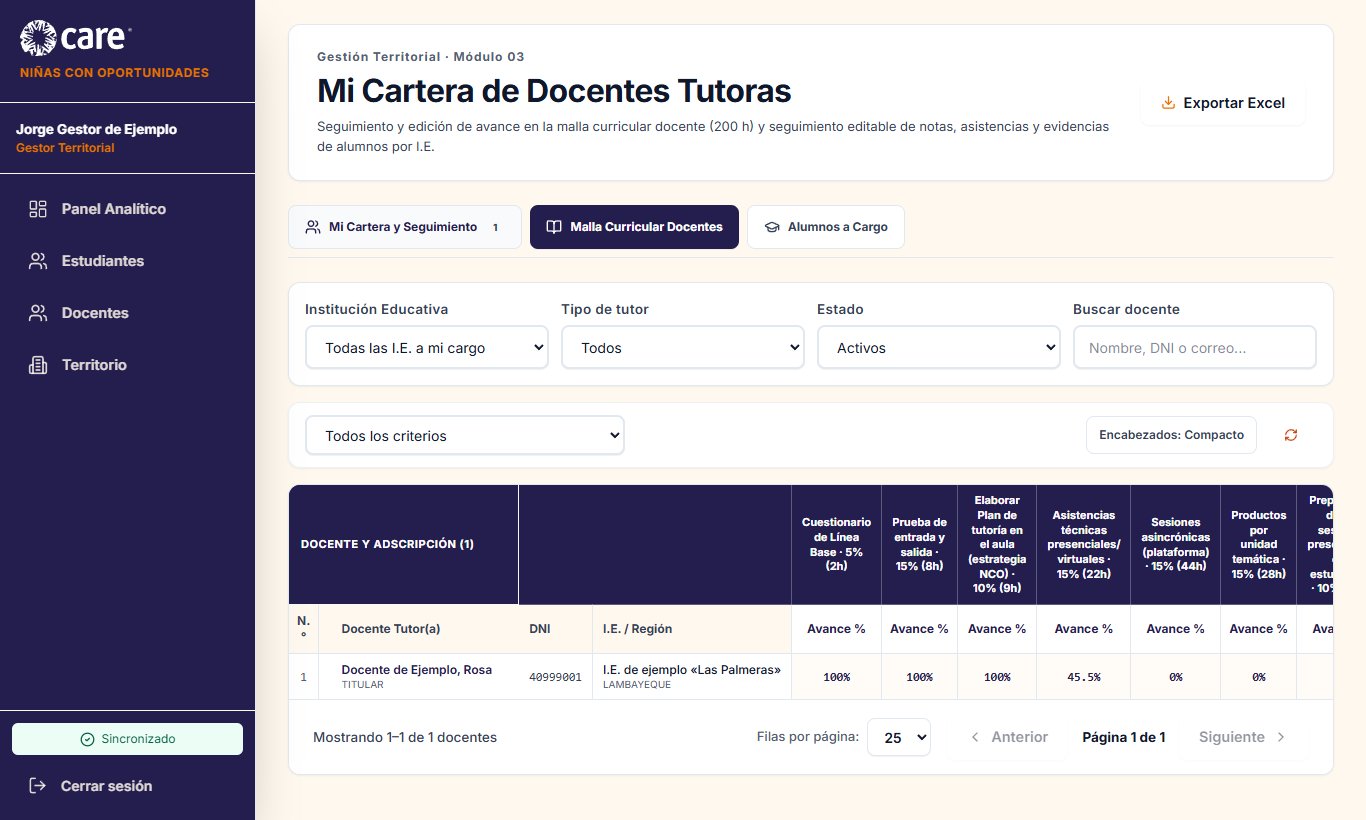 care
NIÑAS CON OPORTUNIDADES
Jorge Gestor de Ejemplo
Gestor Territorial
Panel Analítico
Estudiantes
Docentes
Territorio
Sincronizado
Cerrar sesión
Gestión Territorial · Módulo 03
Mi Cartera de Docentes Tutoras
Seguimiento y edición de avance en la malla curricular docente (200 h) y seguimiento editable de notas, asistencias y evidencias
de alumnos por I.E.
Exportar Excel
Mi Cartera y Seguimiento 1
Malla Curricular Docentes
Alumnos a Cargo
Institución Educativa
Todas las I.E. a mi cargo
Tipo de tutor
Todos
Estado
Activos
Buscar docente
Nombre, DNI o correo...
Todos los criterios
Encabezados: Compacto
DOCENTE Y ADSCRIPCIÓN (1)
Cuestionario
de Línea
Base · 5%
(2h)
Prueba de
entrada y
salida ·
15% (8h)
Elaborar
Plan de
tutoría en
el aula
(estrategia
NCO) ·
10% (9h)
Asistencias
técnicas
presenciales/
virtuales ·
15% (22h)
Sesiones
asincrónicas
(plataforma)
· 15% (44h)
Productos
por
unidad
temática ·
15% (28h)
N.
°
Docente Tutor(a)
DNI
I.E. / Región
Avance %
Avance %
Avance %
Avance %
Avance %
Avance %
1
Docente de Ejemplo, Rosa
TITULAR
40999001
I.E. de ejemplo «Las Palmeras»
LAMBAYEQUE
100%
100%
100%
45.5%
0%
0%
Mostrando 1–1 de 1 docentes
Filas por página: 25
Anterior
Página 1 de 1
Siguiente